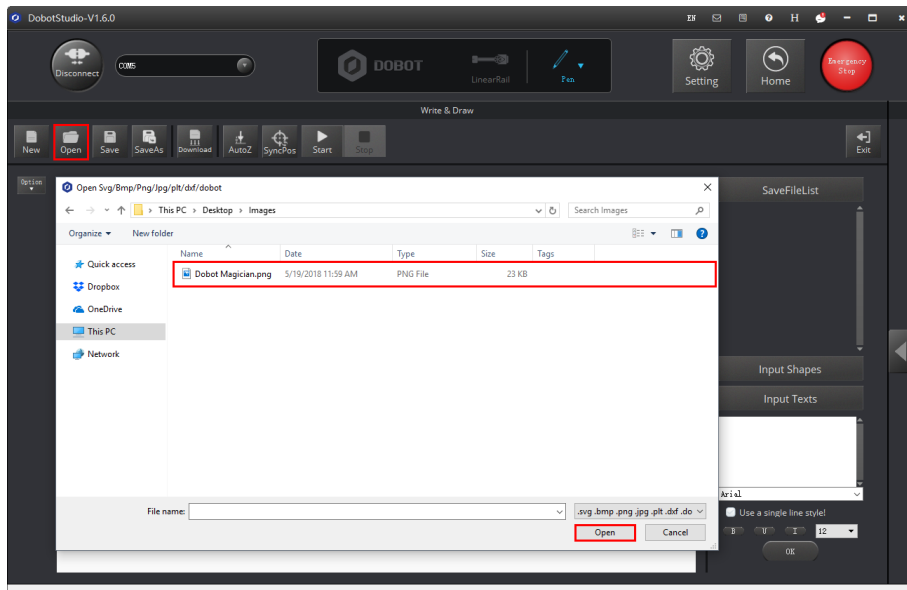 DobotStudio-V1.6.0
EN
H
Disconnect
COM5
DOBOT
LinearRail
Pen
Setting
Home
Emergency
Stop
Write & Draw
New
Open
Save
SaveAs
Download
AutoZ
SyncPos
Start
Stop
Exit
Option
Open Svg/Bmp/Png/Jpg/plt/dxf/dobot
This PC > Desktop > Images
Search Images
Organize
New folder
Name
Date
Type
Size
Tags
Quick access
Dropbox
OneDrive
This PC
Network
Dobot Magician.png
5/19/2018 11:59 AM
PNG File
23 KB
File name:
.svg .bmp .png .jpg .plt .dxf .do
Open
Cancel
SaveFileList
Input Shapes
Input Texts
Arial
Use a single line style!
B
U
I
12
OK